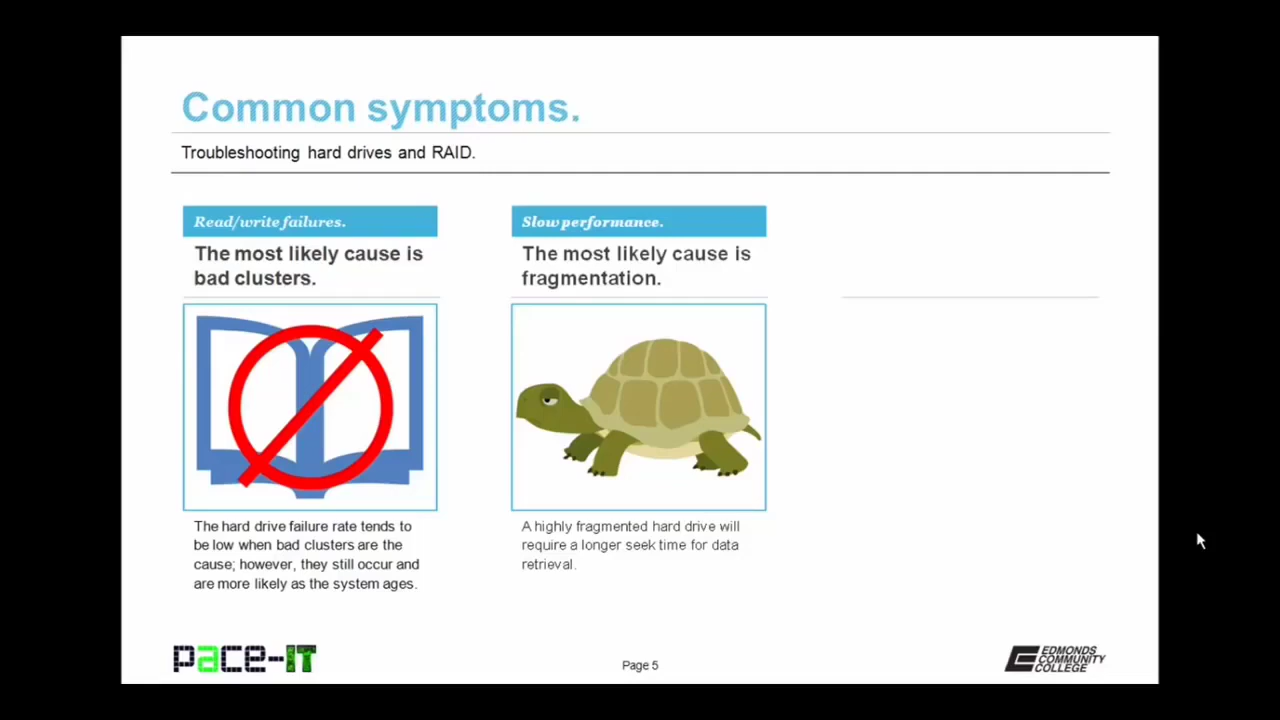 Common symptoms.
Troubleshooting hard drives and RAID.
Read/write failures.
The most likely cause is
bad clusters.
The hard drive failure rate tends to
be low when bad clusters are the
cause; however, they still occur and
are more likely as the system ages.
Slow performance.
The most likely cause is
fragmentation.
A highly fragmented hard drive will
require a longer seek time for data
retrieval.
pace-IT
Page 5
EDMONDS
COMMUNITY
COLLEGE